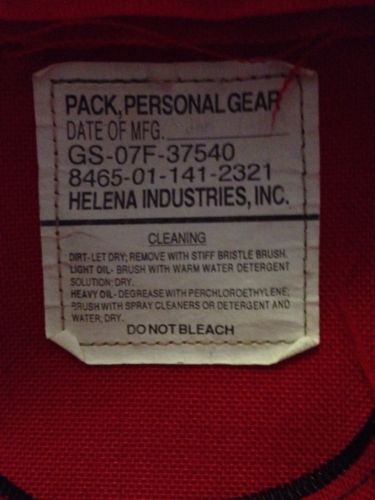 PACK, PERSONAL GEAR
DATE OF MFG.
GS-07F-37540
8465-01-141-2321
HELENA INDUSTRIES, INC.
CLEANING
DIRT- LET DRY; REMOVE WITH STIFF BRISTLE BRUSH.
LIGHT OIL- BRUSH WITH WARM WATER DETERGENT
SOLUTION; DRY.
HEAVY OIL- DEGREASE WITH PERCHLOROETHYLENE;
BRUSH WITH SPRAY CLEANERS OR DETERGENT AND
WATER; DRY.
DO NOT BLEACH